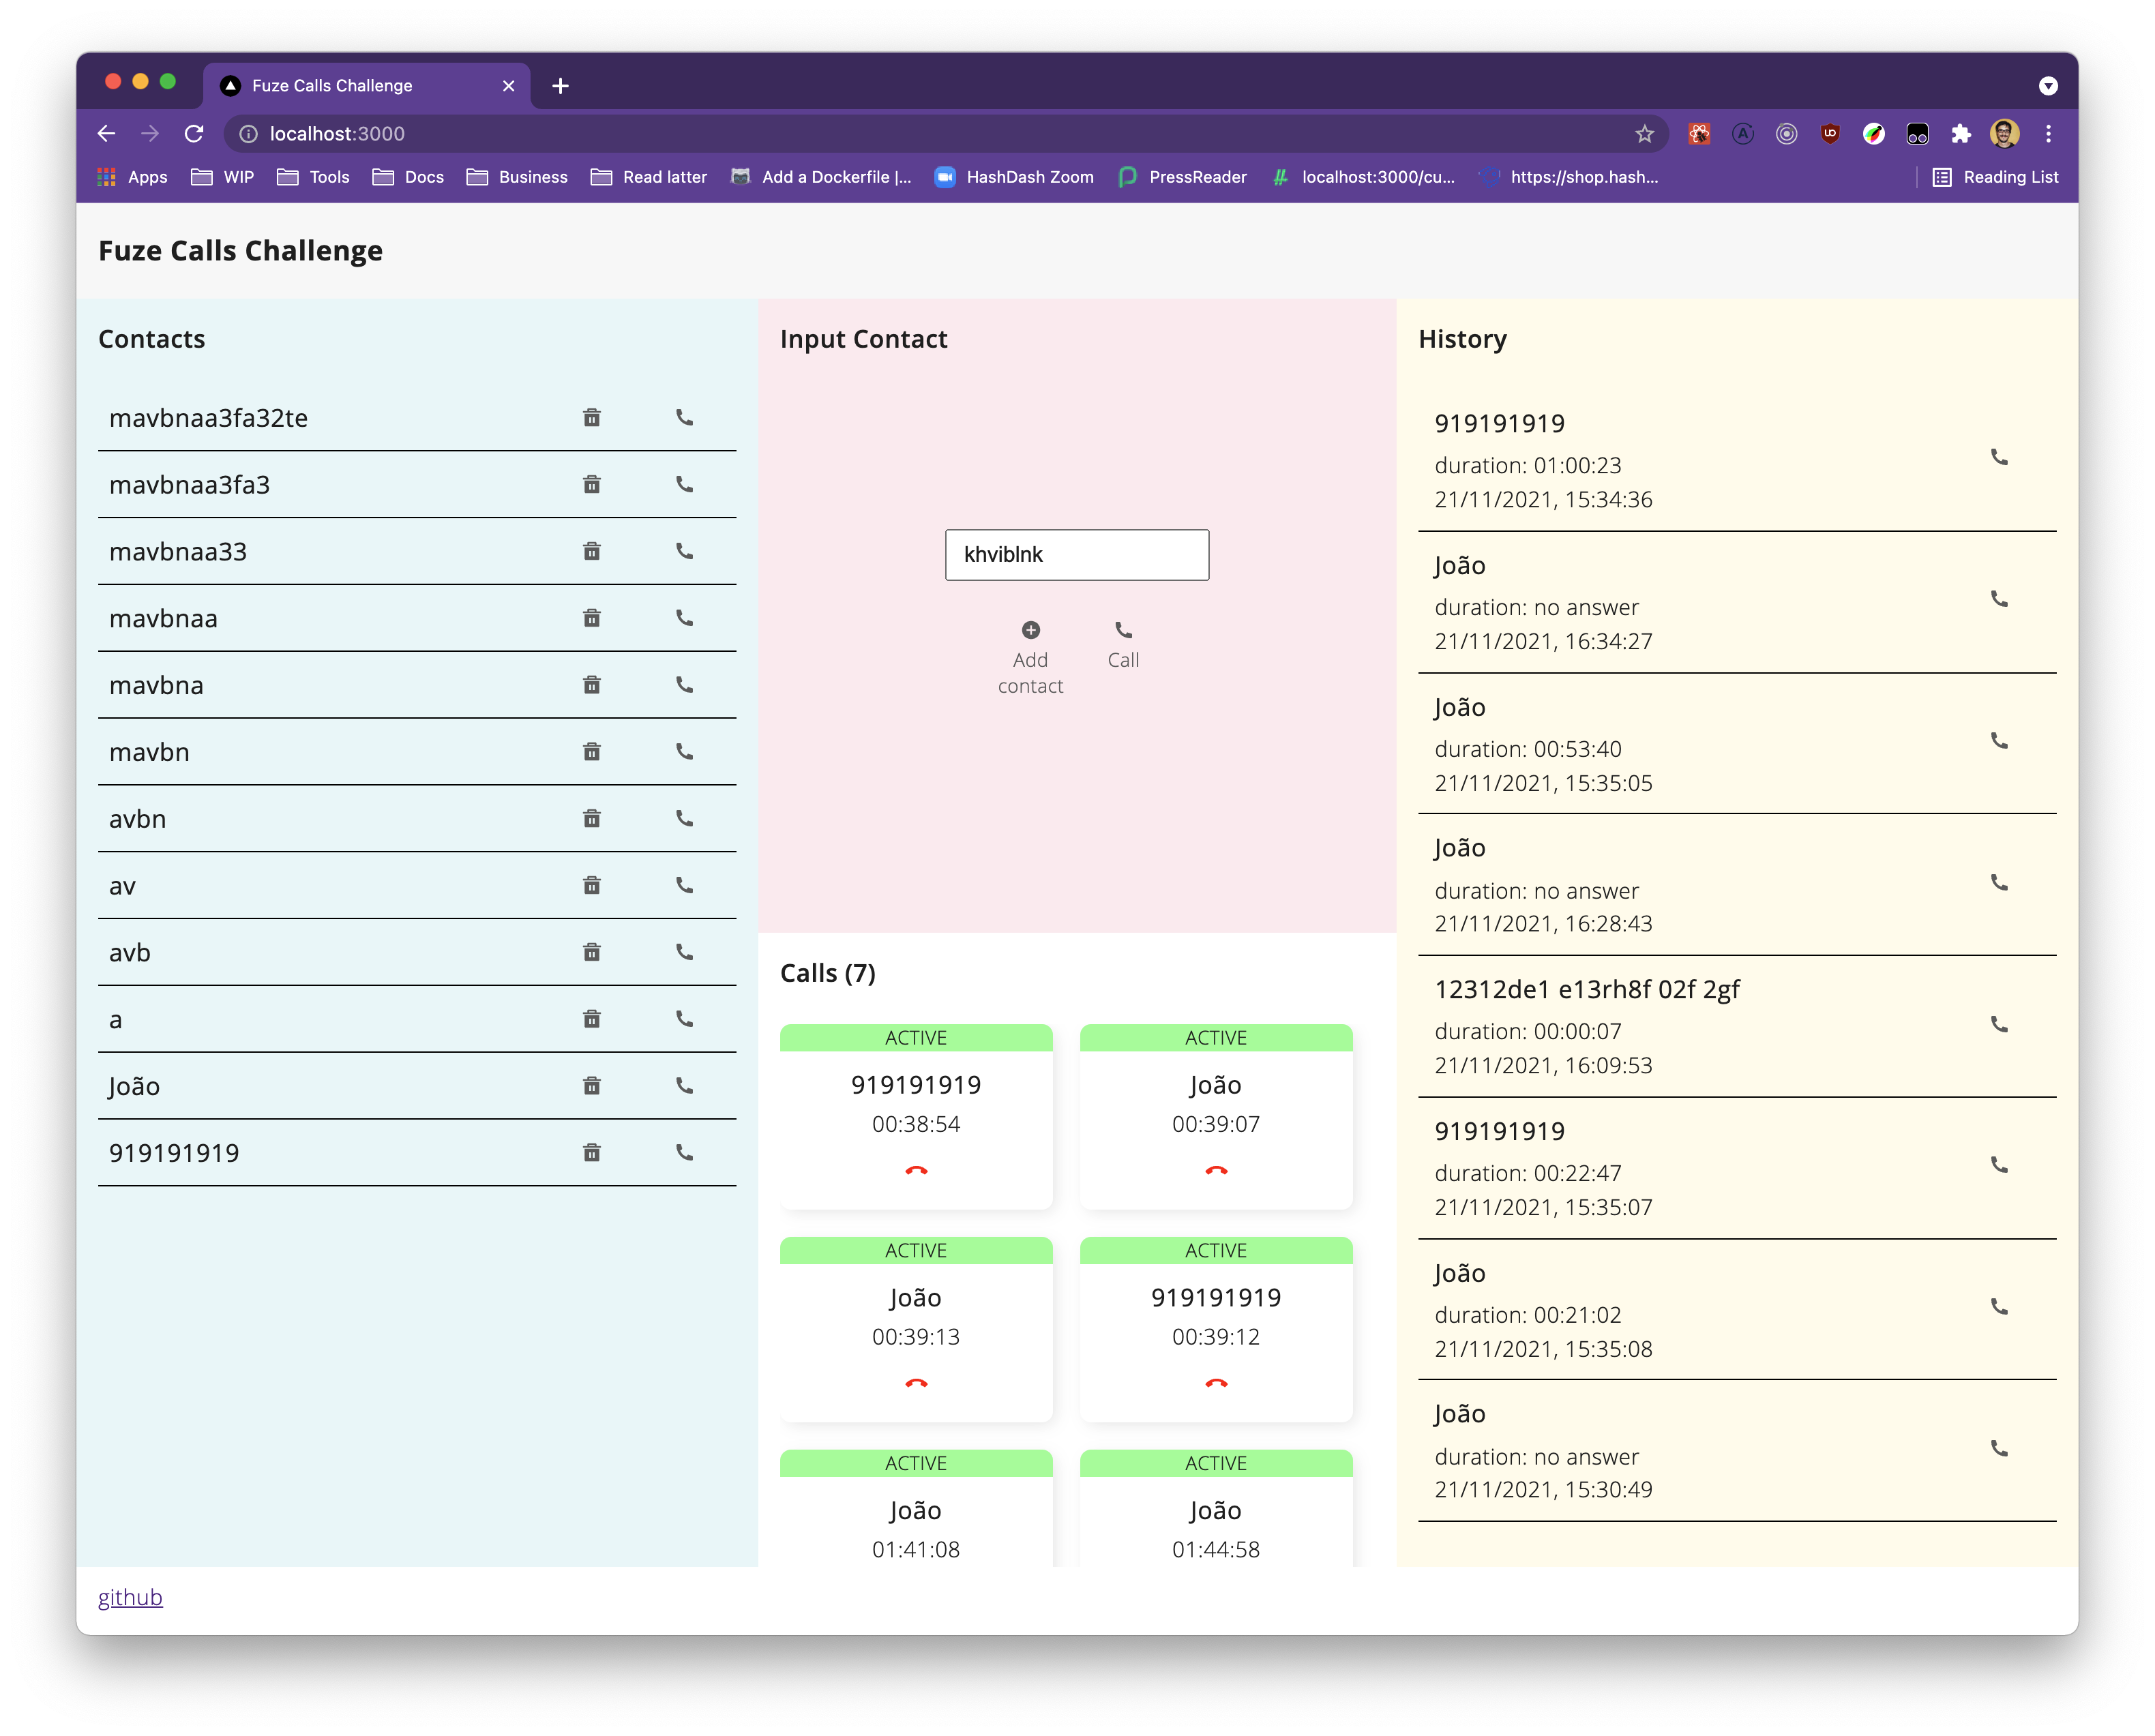 Fuze Calls Challenge
localhost:3000
Apps WIP Tools Docs Business Read latter Add a Dockerfile |... HashDash Zoom PressReader localhost:3000/cu... https://shop.hash... Reading List
Fuze Calls Challenge
Contacts
mavbnaa3fa32te
mavbnaa3fa3
mavbnaa33
mavbnaa
mavbna
mavbn
avbn
av
avb
a
João
919191919
Input Contact
khviblnk
Add
contact
Call
Calls (7)
ACTIVE
919191919
00:38:54
ACTIVE
João
00:39:07
ACTIVE
João
00:39:13
ACTIVE
919191919
00:39:12
ACTIVE
João
01:41:08
ACTIVE
João
01:44:58
History
919191919
duration: 01:00:23
21/11/2021, 15:34:36
João
duration: no answer
21/11/2021, 16:34:27
João
duration: 00:53:40
21/11/2021, 15:35:05
João
duration: no answer
21/11/2021, 16:28:43
12312de1 e13rh8f 02f 2gf
duration: 00:00:07
21/11/2021, 16:09:53
919191919
duration: 00:22:47
21/11/2021, 15:35:07
João
duration: 00:21:02
21/11/2021, 15:35:08
João
duration: no answer
21/11/2021, 15:30:49
github